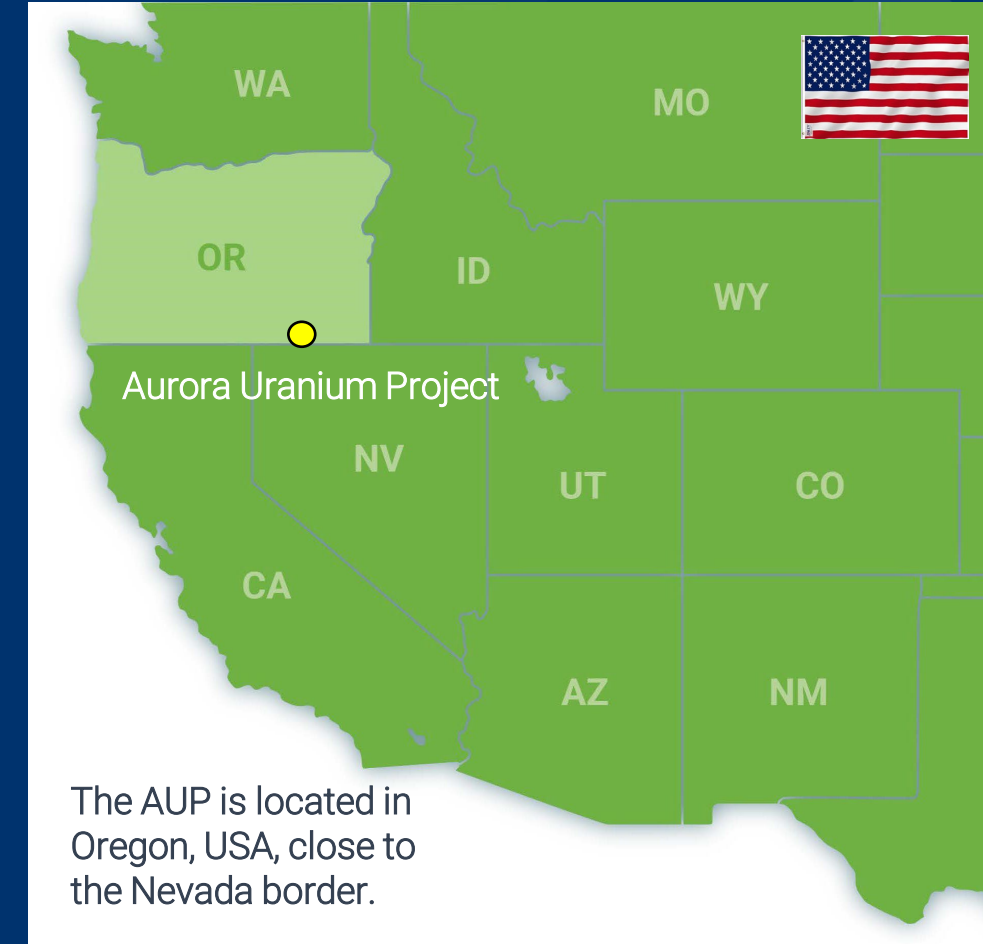 WA
MO
OR
ID
WY
Aurora Uranium Project
NV
UT
CO
CA
AZ
NM
The AUP is located in
Oregon, USA, close to
the Nevada border.